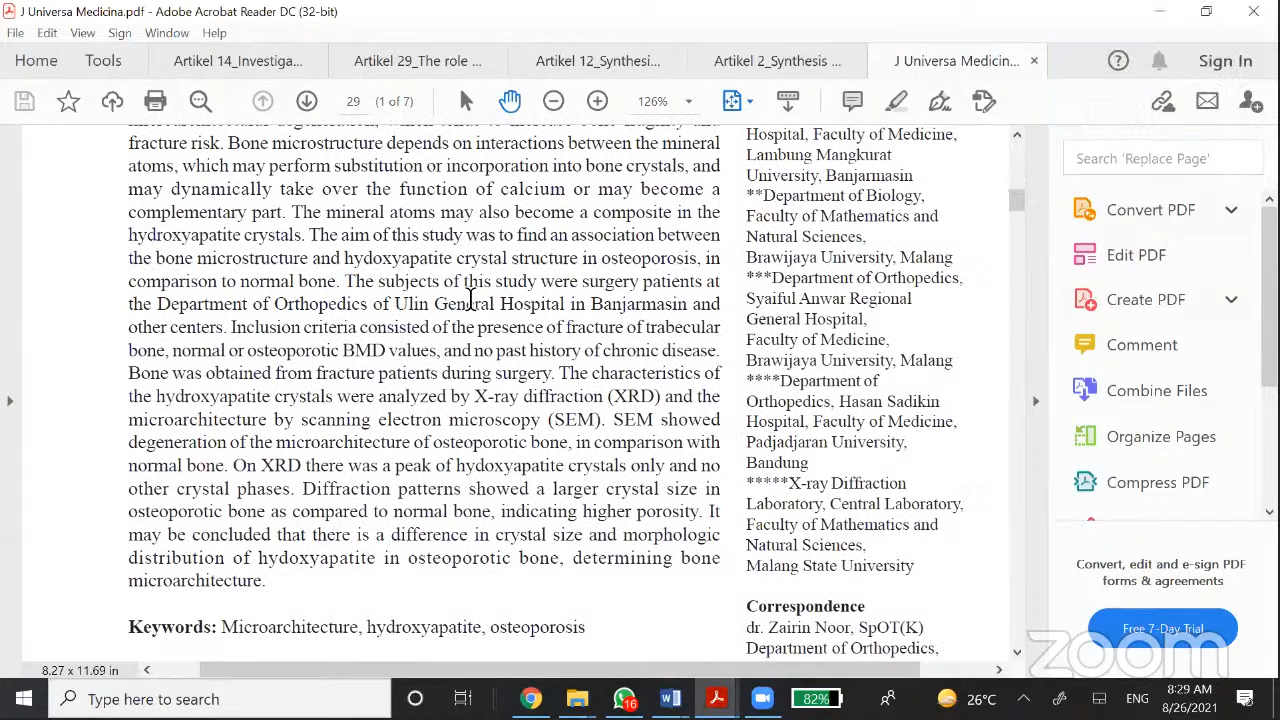 J Universa Medicina.pdf - Adobe Acrobat Reader DC (32-bit)
File Edit View Sign Window Help
Home Tools Artikel 14_Investiga... Artikel 29_The role ... Artikel 12_Synthesi... Artikel 2_Synthesis ... J Universa Medicin... × Sign In
29 (1 of 7) 126%
fracture risk. Bone microstructure depends on interactions between the mineral
atoms, which may perform substitution or incorporation into bone crystals, and
may dynamically take over the function of calcium or may become a
complementary part. The mineral atoms may also become a composite in the
hydroxyapatite crystals. The aim of this study was to find an association between
the bone microstructure and hydoxyapatite crystal structure in osteoporosis, in
comparison to normal bone. The subjects of this study were surgery patients at
the Department of Orthopedics of Ulin General Hospital in Banjarmasin and
other centers. Inclusion criteria consisted of the presence of fracture of trabecular
bone, normal or osteoporotic BMD values, and no past history of chronic disease.
Bone was obtained from fracture patients during surgery. The characteristics of
the hydoxyapatite crystals were analyzed by X-ray diffraction (XRD) and the
microarchitecture by scanning electron microscopy (SEM). SEM showed
degeneration of the microarchitecture of osteoporotic bone, in comparison with
normal bone. On XRD there was a peak of hydoxyapatite crystals only and no
other crystal phases. Diffraction patterns showed a larger crystal size in
osteoporotic bone as compared to normal bone, indicating higher porosity. It
may be concluded that there is a difference in crystal size and morphologic
distribution of hydoxyapatite in osteoporotic bone, determining bone
microarchitecture.
Keywords: Microarchitecture, hydroxyapatite, osteoporosis
Hospital, Faculty of Medicine,
Lambung Mangkurat
University, Banjarmasin
**Department of Biology,
Faculty of Mathematics and
Natural Sciences,
Brawijaya University, Malang
***Department of Orthopedics,
Syaiful Anwar Regional
General Hospital,
Faculty of Medicine,
Brawijaya University, Malang
****Department of
Orthopedics, Hasan Sadikin
Hospital, Faculty of Medicine,
Padjadjaran University,
Bandung
*****X-ray Diffraction
Laboratory, Central Laboratory,
Faculty of Mathematics and
Natural Sciences,
Malang State University
Correspondence
dr. Zairin Noor, SpOT(K)
Department of Orthopedics,
Search 'Replace Page'
Convert PDF
Edit PDF
Create PDF
Comment
Combine Files
Organize Pages
Compress PDF
Convert, edit and e-sign PDF
forms & agreements
Free 7-Day Trial
zoom
8.27 x 11.69 in
Type here to search 16 82% 26°C ENG 8:29 AM
8/26/2021